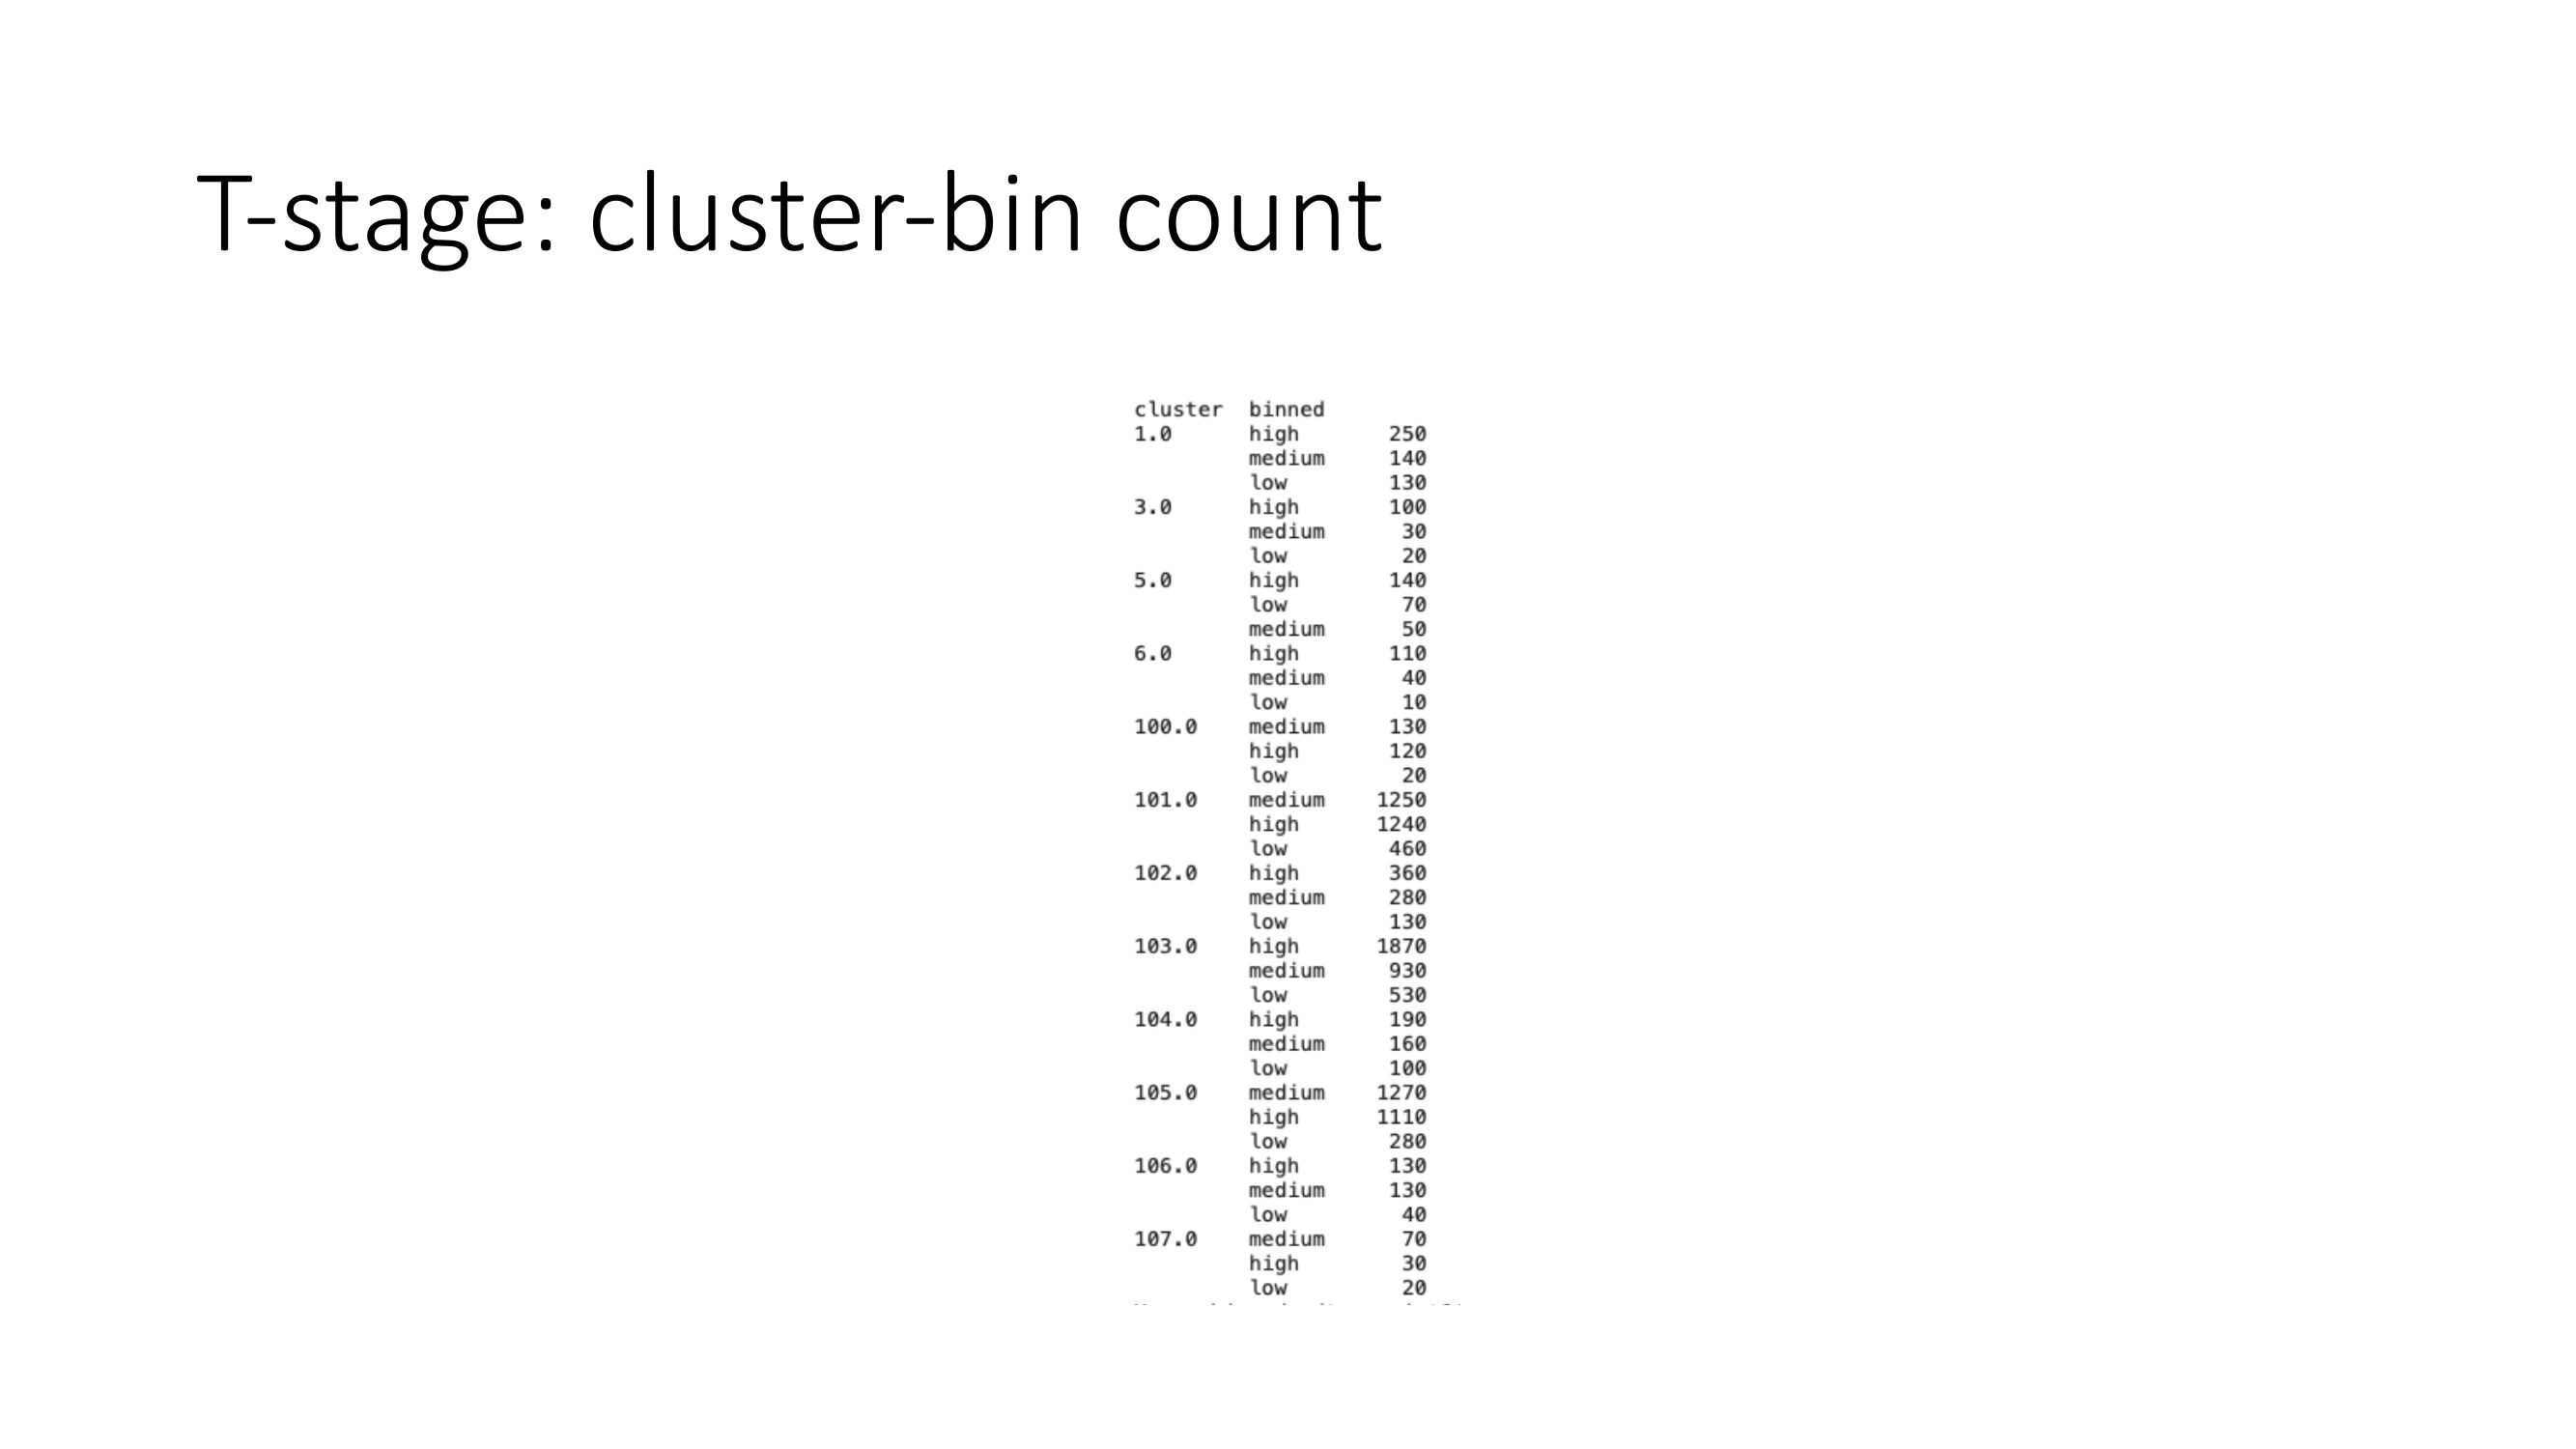 T-stage: cluster-bin count
cluster binned
1.0 high 250
medium 140
low 130
3.0 high 100
medium 30
low 20
5.0 high 140
low 70
medium 50
6.0 high 110
medium 40
low 10
100.0 medium 130
high 120
low 20
101.0 medium 1250
high 1240
low 460
102.0 high 360
medium 280
low 130
103.0 high 1870
medium 930
low 530
104.0 high 190
medium 160
low 100
105.0 medium 1270
high 1110
low 280
106.0 high 130
medium 130
low 40
107.0 medium 70
high 30
low 20